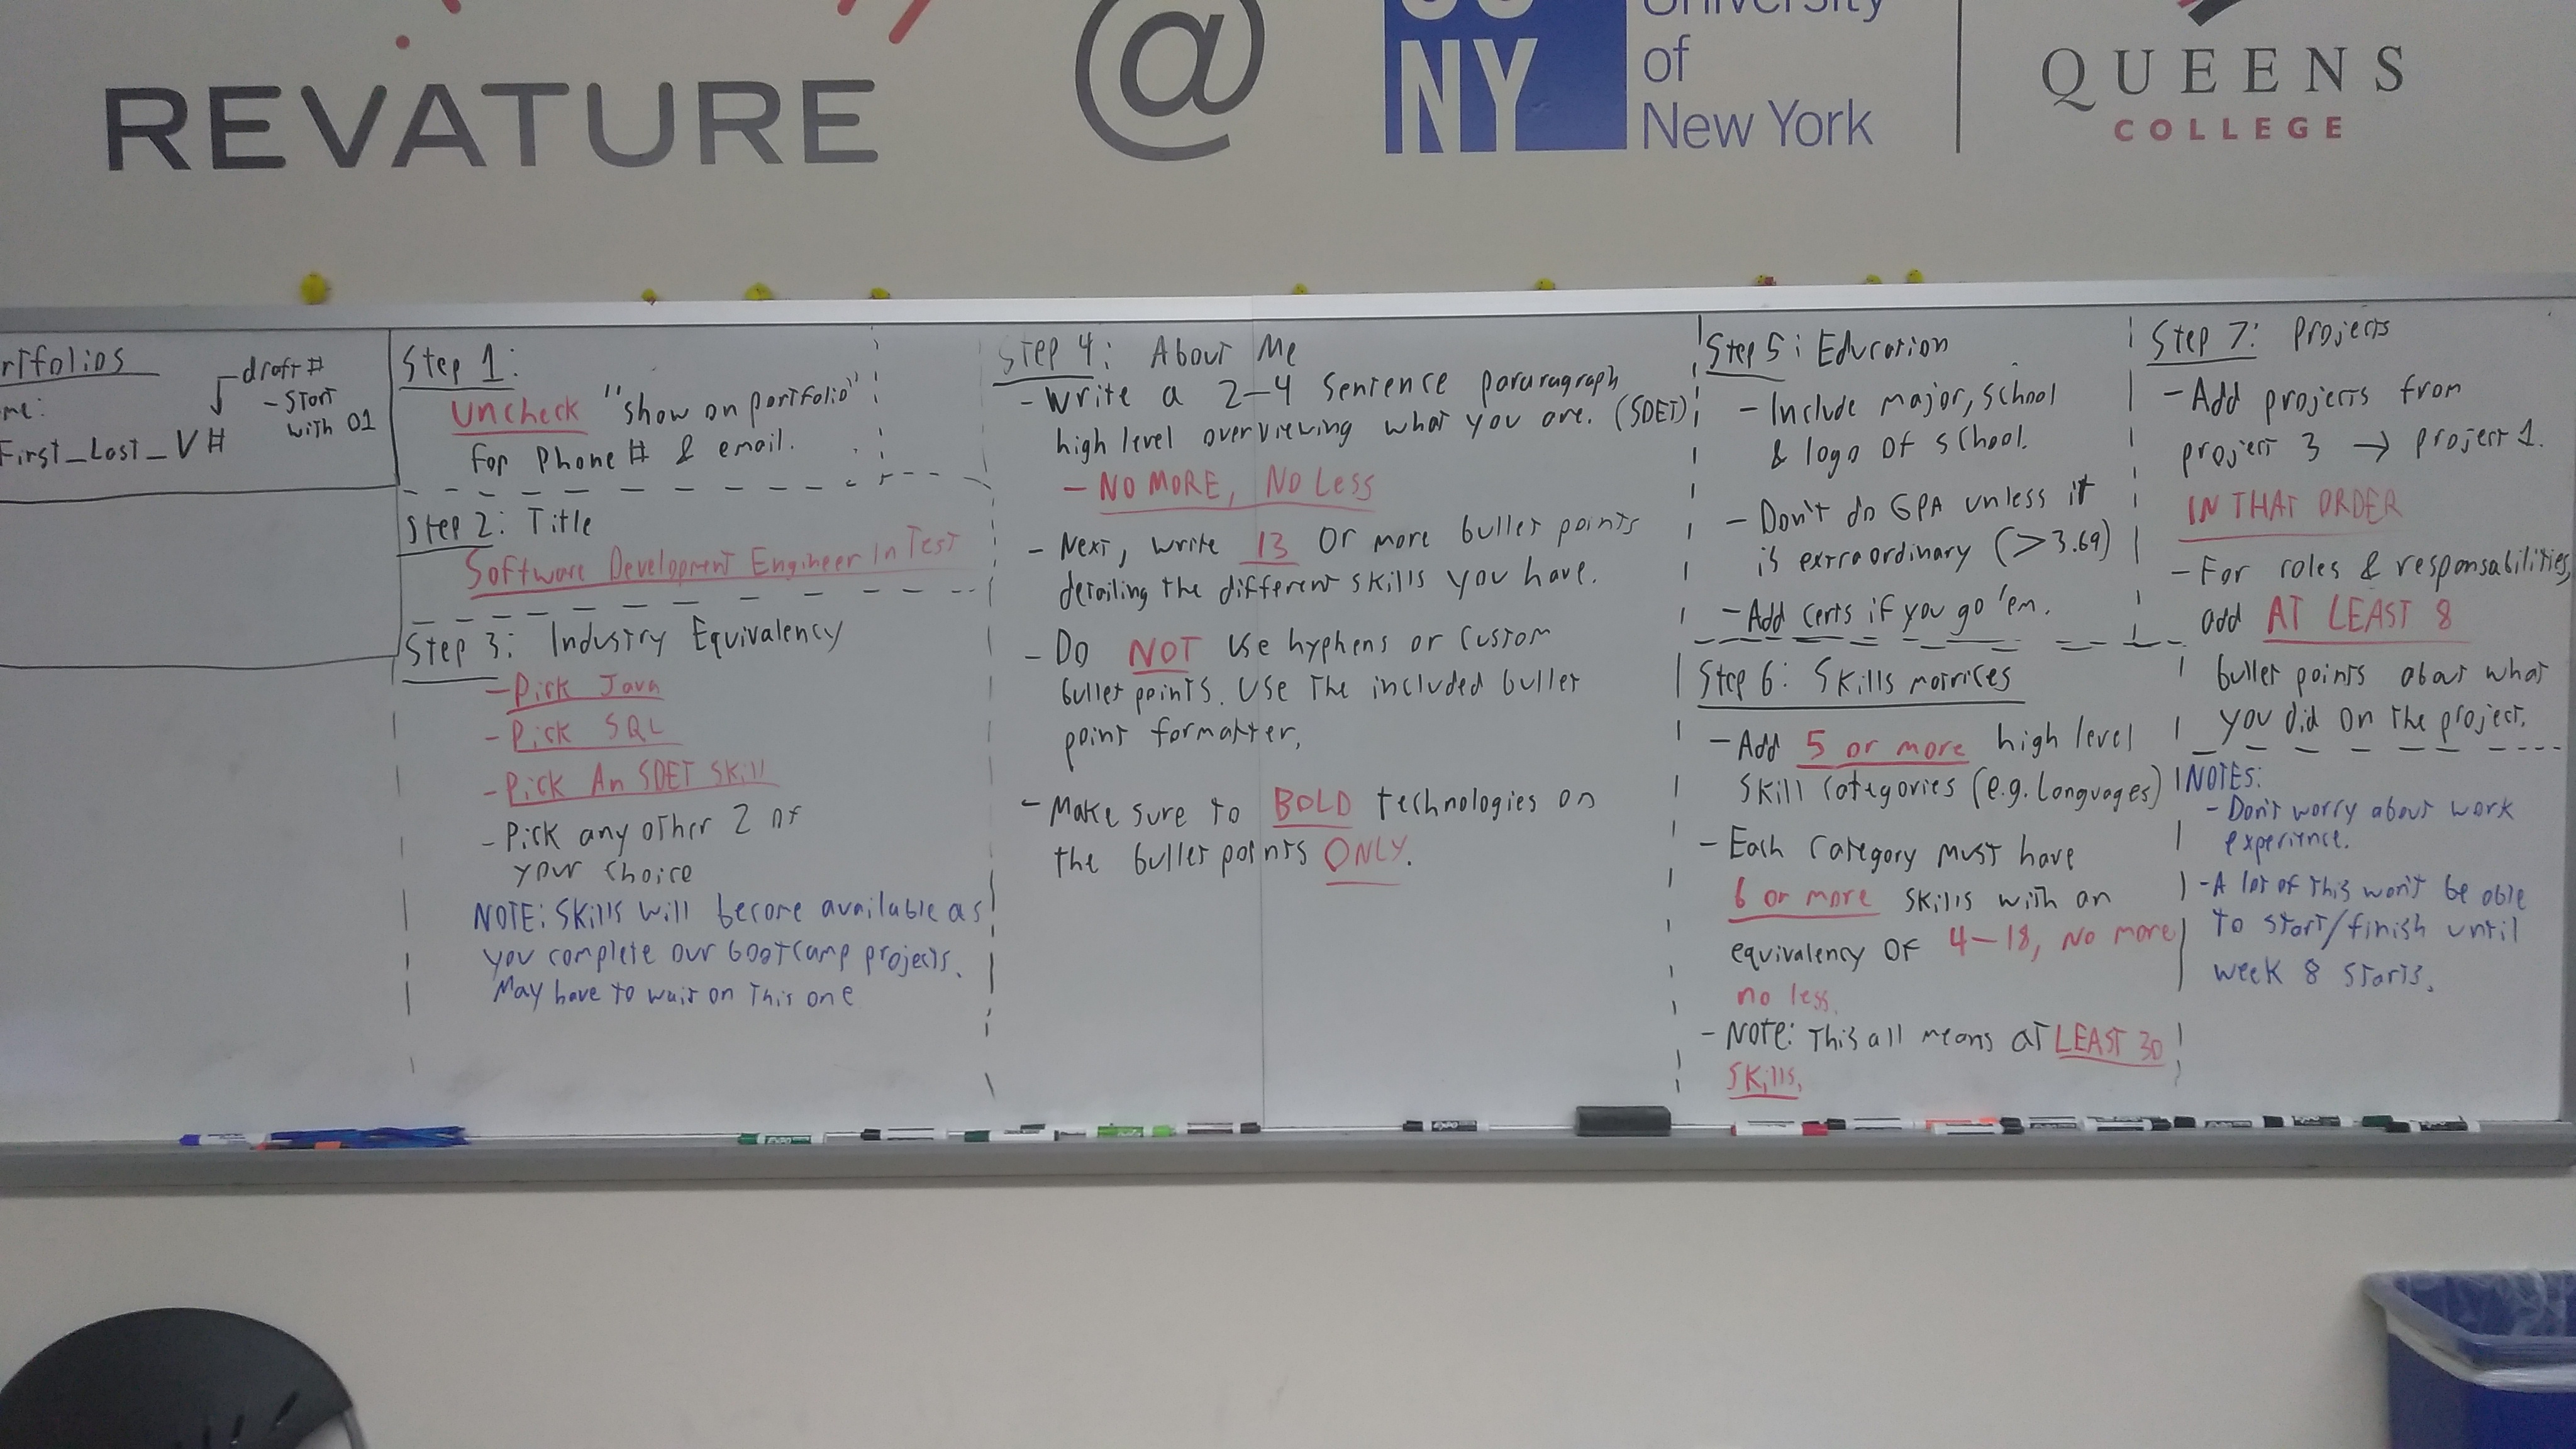 REVATURE
@
NY
University
of
New York
QUEENS
COLLEGE
rtfolios
me:
First_Last_V#
draft #
- Start
with 01
Step 1:
Uncheck "show on portfolio"
for Phone # & email.
Step 2: Title
Software Development Engineer In Test
Step 3: Industry Equivalency
- Pick Java
- Pick SQL
- Pick An SDET Skill
- Pick any other 2 of
your choice
NOTE: Skills will become available as
you complete our bootcamp projects.
May have to wait on this one
Step 4: About Me
- Write a 2-4 sentence pararagraph
high level overviewing what you are. (SDET)
- NO MORE, NO Less
- Next, write 13 or more bullet points
detailing the different skills you have.
- Do NOT use hyphens or custom
bullet points. Use the included bullet
point formatter.
- Make sure to BOLD technologies on
the bullet points ONLY.
Step 5: Education
- Include major, school
& logo of school.
- Don't do GPA unless it
is extraordinary (>3.69)
- Add certs if you go 'em.
Step 6: Skills matrices
- Add 5 or more high level
skill categories (e.g. Languages)
- Each category must have
6 or more skills with an
equivalency of 4-18, no more
no less.
- Note: This all means at LEAST 30
skills.
Step 7: Projects
- Add projects from
project 3 → project 1.
IN THAT ORDER
- For roles & responsabilities,
add AT LEAST 8
bullet points about what
you did on the project.
NOTES:
- Don't worry about work
experience.
- A lot of this won't be able
to start/finish until
week 8 starts.